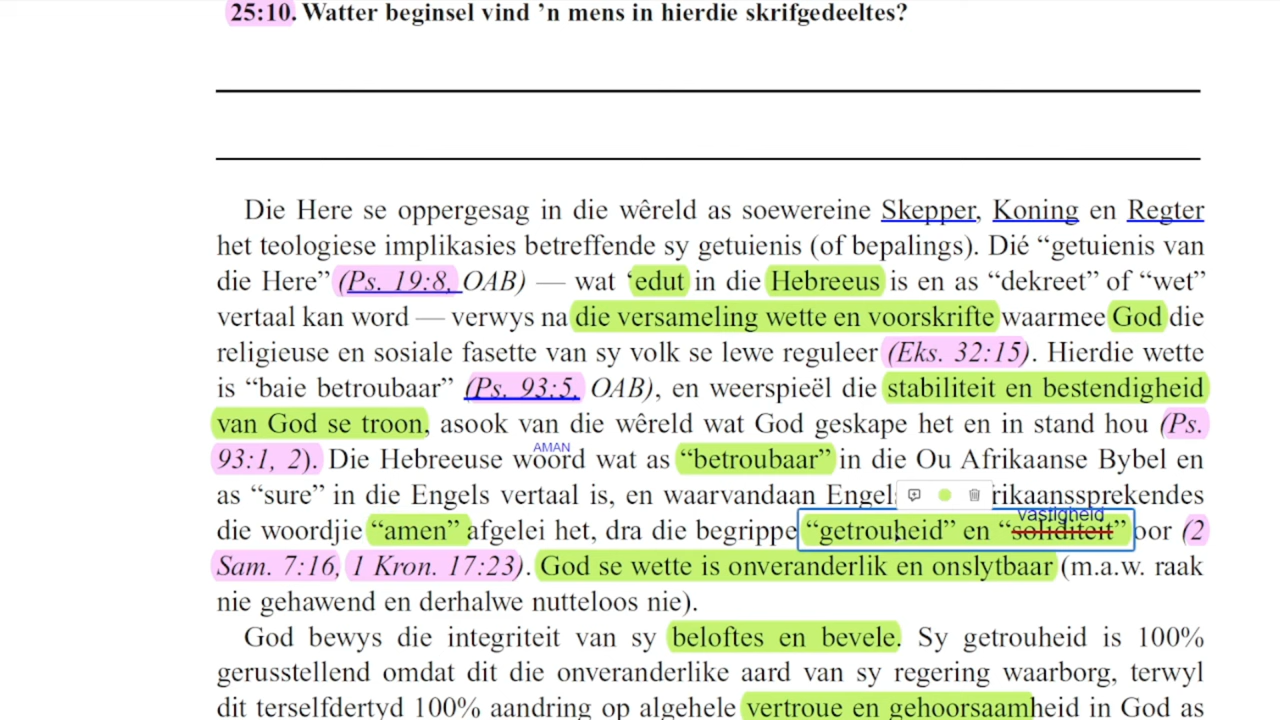 25:10. Watter beginsel vind ’n mens in hierdie skrifgedeeltes?
Die Here se oppergesag in die wêreld as soewereine Skepper, Koning en Regter
het teologiese implikasies betreffende sy getuienis (of bepalings). Dié “getuienis van
die Here” (Ps. 19:8, OAB) — wat ‘edut in die Hebreeus is en as “dekreet” of “wet”
vertaal kan word — verwys na die versameling wette en voorskrifte waarmee God die
religieuse en sosiale fasette van sy volk se lewe reguleer (Eks. 32:15). Hierdie wette
is “baie betroubaar” (Ps. 93:5, OAB), en weerspieël die stabiliteit en bestendigheid
van God se troon, asook van die wêreld wat God geskape het en in stand hou (Ps.
AMAN
93:1, 2). Die Hebreeuse woord wat as “betroubaar” in die Ou Afrikaanse Bybel en
as “sure” in die Engels vertaal is, en waarvandaan Engel rikaanssprekendes
vastigheid
die woordjie “amen” afgelei het, dra die begrippe “getrouheid” en “soliditeit” oor (2
Sam. 7:16, 1 Kron. 17:23). God se wette is onveranderlik en onslytbaar (m.a.w. raak
nie gehawend en derhalwe nutteloos nie).
God bewys die integriteit van sy beloftes en bevele. Sy getrouheid is 100%
gerusstellend omdat dit die onveranderlike aard van sy regering waarborg, terwyl
dit terselfdertyd 100% aandring op algehele vertroue en gehoorsaamheid in God as